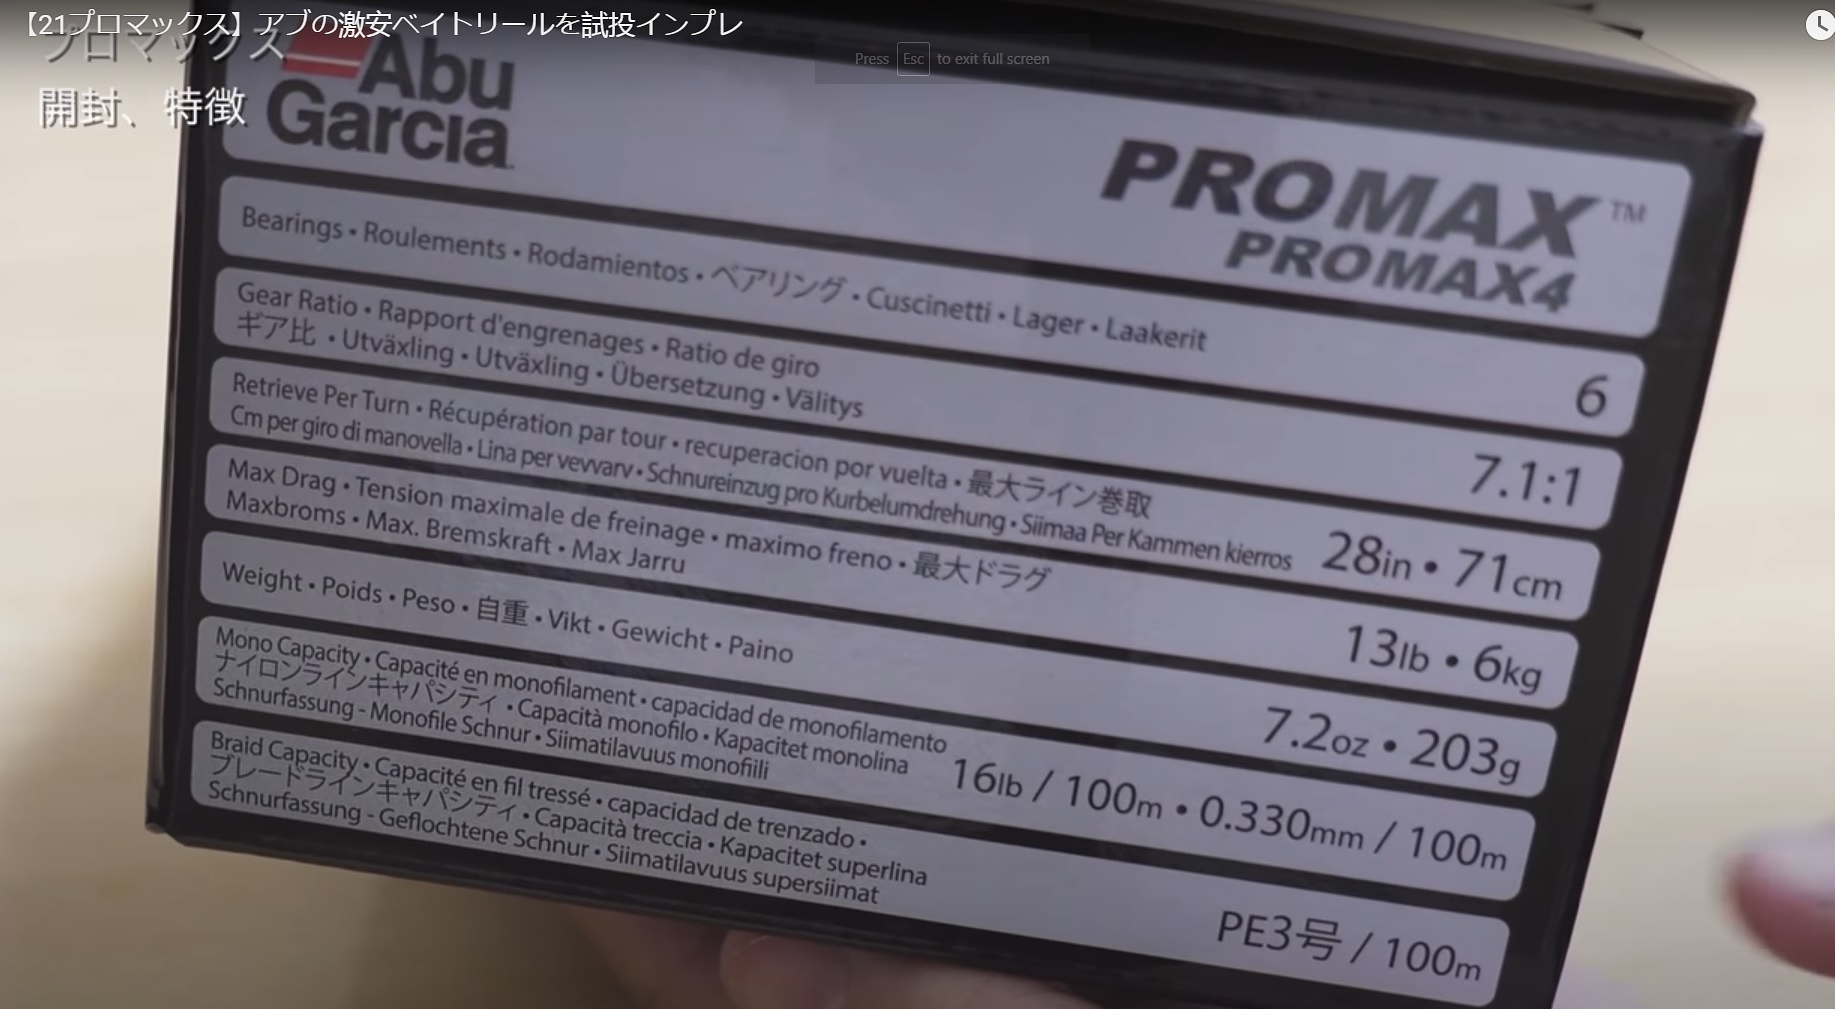 【21プロマックス】アブの激安ベイトリールを試投インプレ
プロマックス
開封、特徴
Press Esc to exit full screen
Abu
Garcia
PROMAX™
PROMAX4
Bearings • Roulements • Rodamientos • ベアリング • Cuscinetti • Lager • Laakerit
6
Gear Ratio • Rapport d'engrenages • Ratio de giro
ギア比 • Utväxling • Utväxling • Übersetzung • Välitys
7.1:1
Retrieve Per Turn • Récupération par tour • recuperacion por vuelta • 最大ライン巻取
Cm per giro di manovella • Lina per vevvarv • Schnureinzug pro Kurbelumdrehung • Siimaa Per Kammen kierros
28in • 71cm
Max Drag • Tension maximale de freinage • maximo freno • 最大ドラグ
Maxbroms • Max. Bremskraft • Max Jarru
13lb • 6kg
Weight • Poids • Peso • 自重 • Vikt • Gewicht • Paino
7.2oz • 203g
Mono Capacity • Capacité en monofilament • capacidad de monofilamento
ナイロンラインキャパシティ • Capacità monofilo • Kapacitet monolina
Schnurfassung - Monofile Schnur • Siimatilavuus monofiili
16lb / 100m • 0.330mm / 100m
Braid Capacity • Capacité en fil tressé • capacidad de trenzado •
ブレードラインキャパシティ • Capacità treccia • Kapacitet superlina
Schnurfassung - Geflochtene Schnur • Siimatilavuus supersiimat
PE3号 / 100m